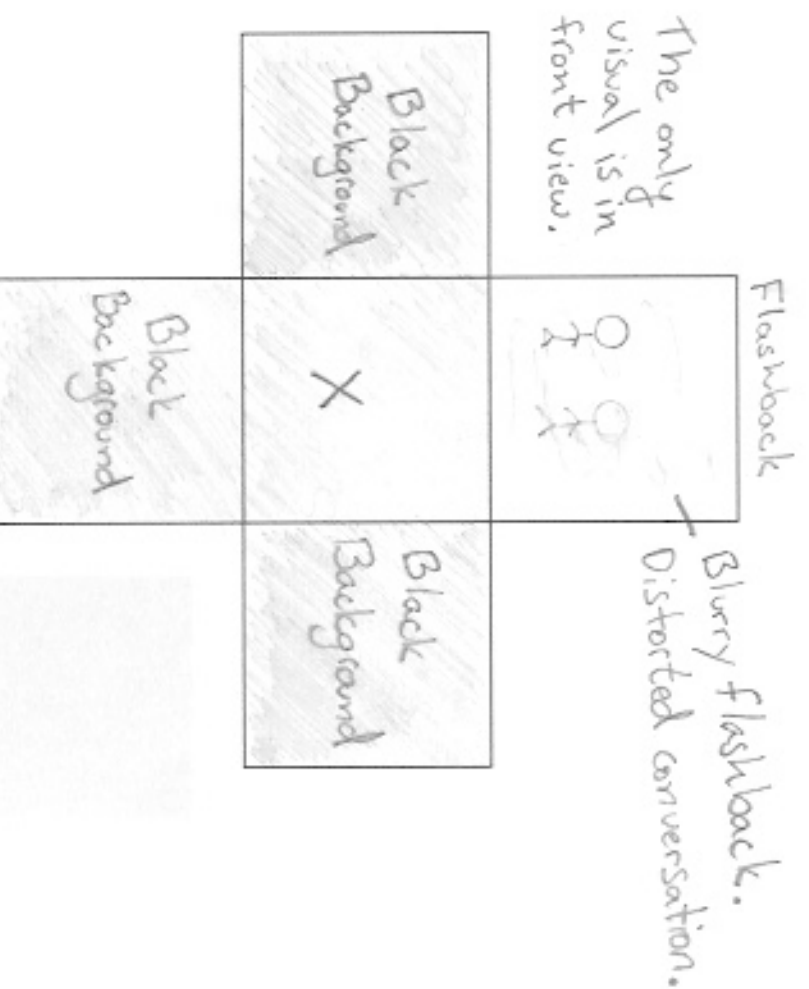 Flashback
The only
visual is in
front view.
Blurry flashback.
Distorted conversation.
Black
Background
X
Black
Background
Black
Background